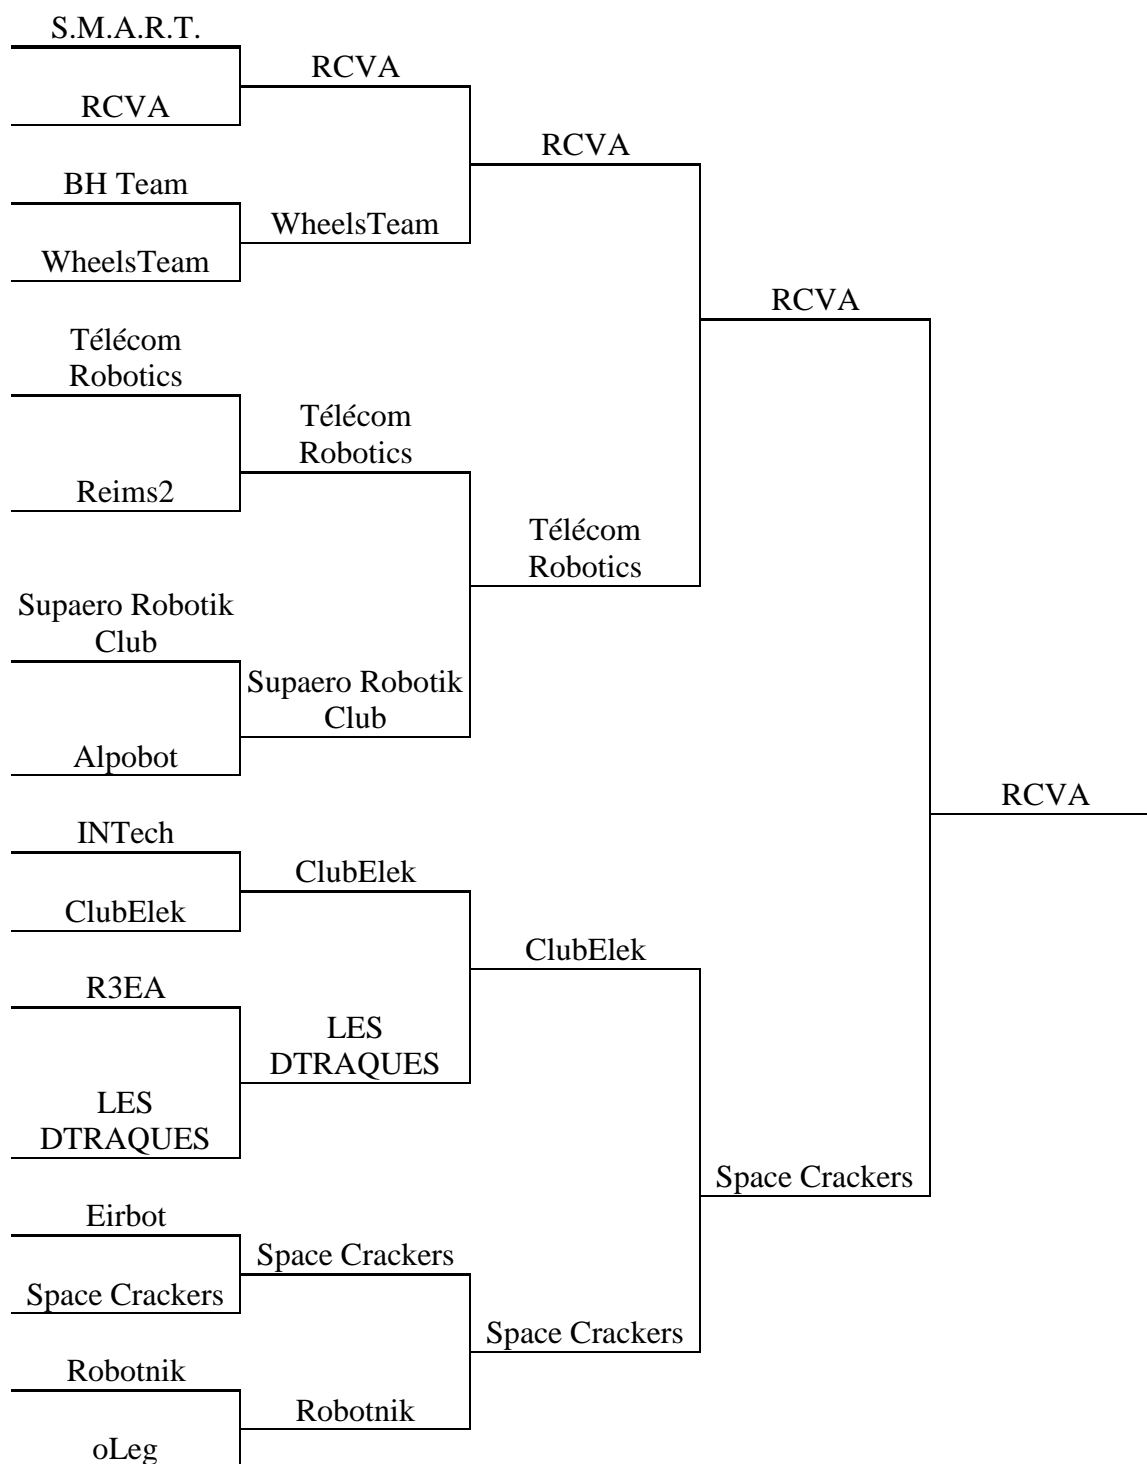 S.M.A.R.T.
RCVA
RCVA
RCVA
BH Team
WheelsTeam
WheelsTeam
RCVA
Télécom
Robotics
Télécom
Robotics
Reims2
Télécom
Robotics
Supaero Robotik
Club
Supaero Robotik
Club
Alpobot
RCVA
INTech
ClubElek
ClubElek
ClubElek
R3EA
LES
DTRAQUES
LES
DTRAQUES
Space Crackers
Eirbot
Space Crackers
Space Crackers
Space Crackers
Robotnik
Robotnik
oLeg